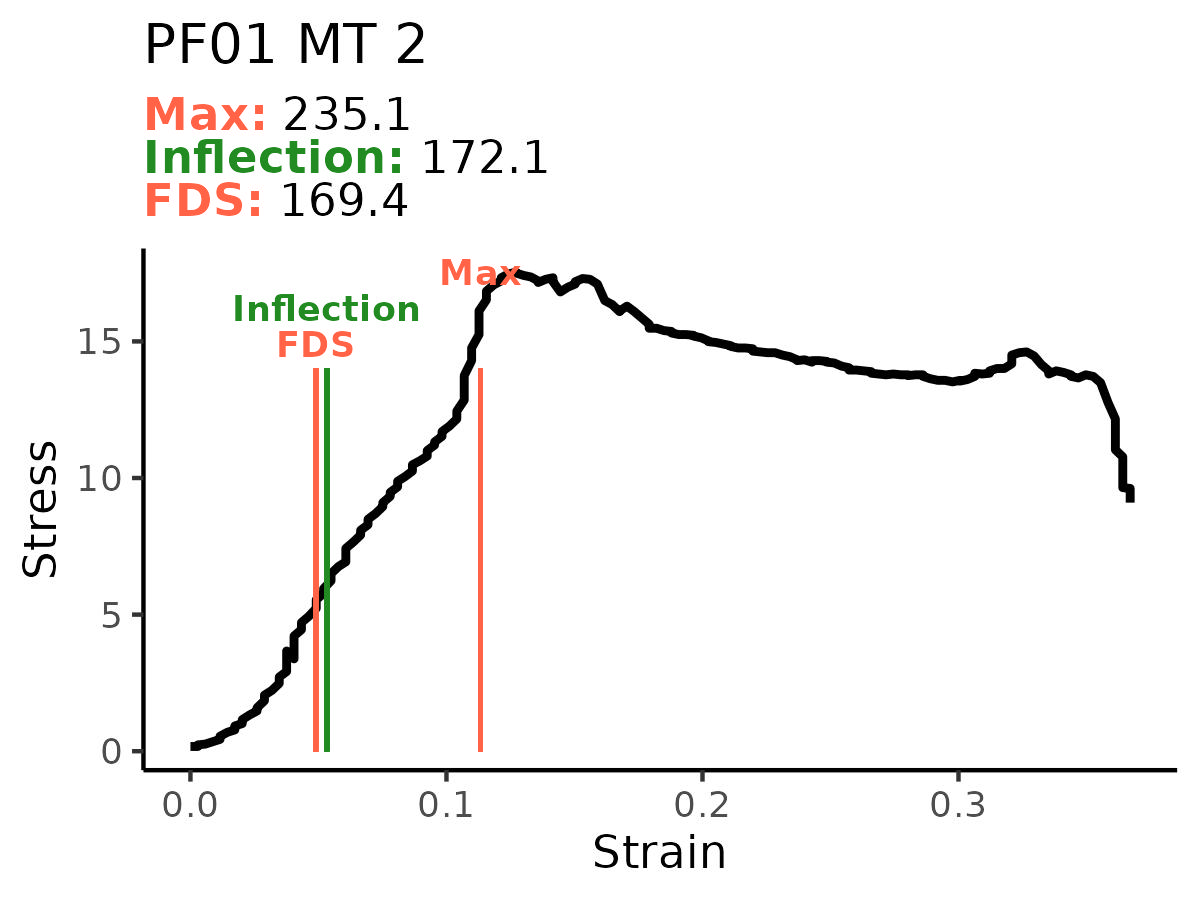 PF01 MT 2
Max: 235.1
Inflection: 172.1
FDS: 169.4
Max
Inflection
FDS
15
10
5
0
Stress
0.0 0.1 0.2 0.3
Strain